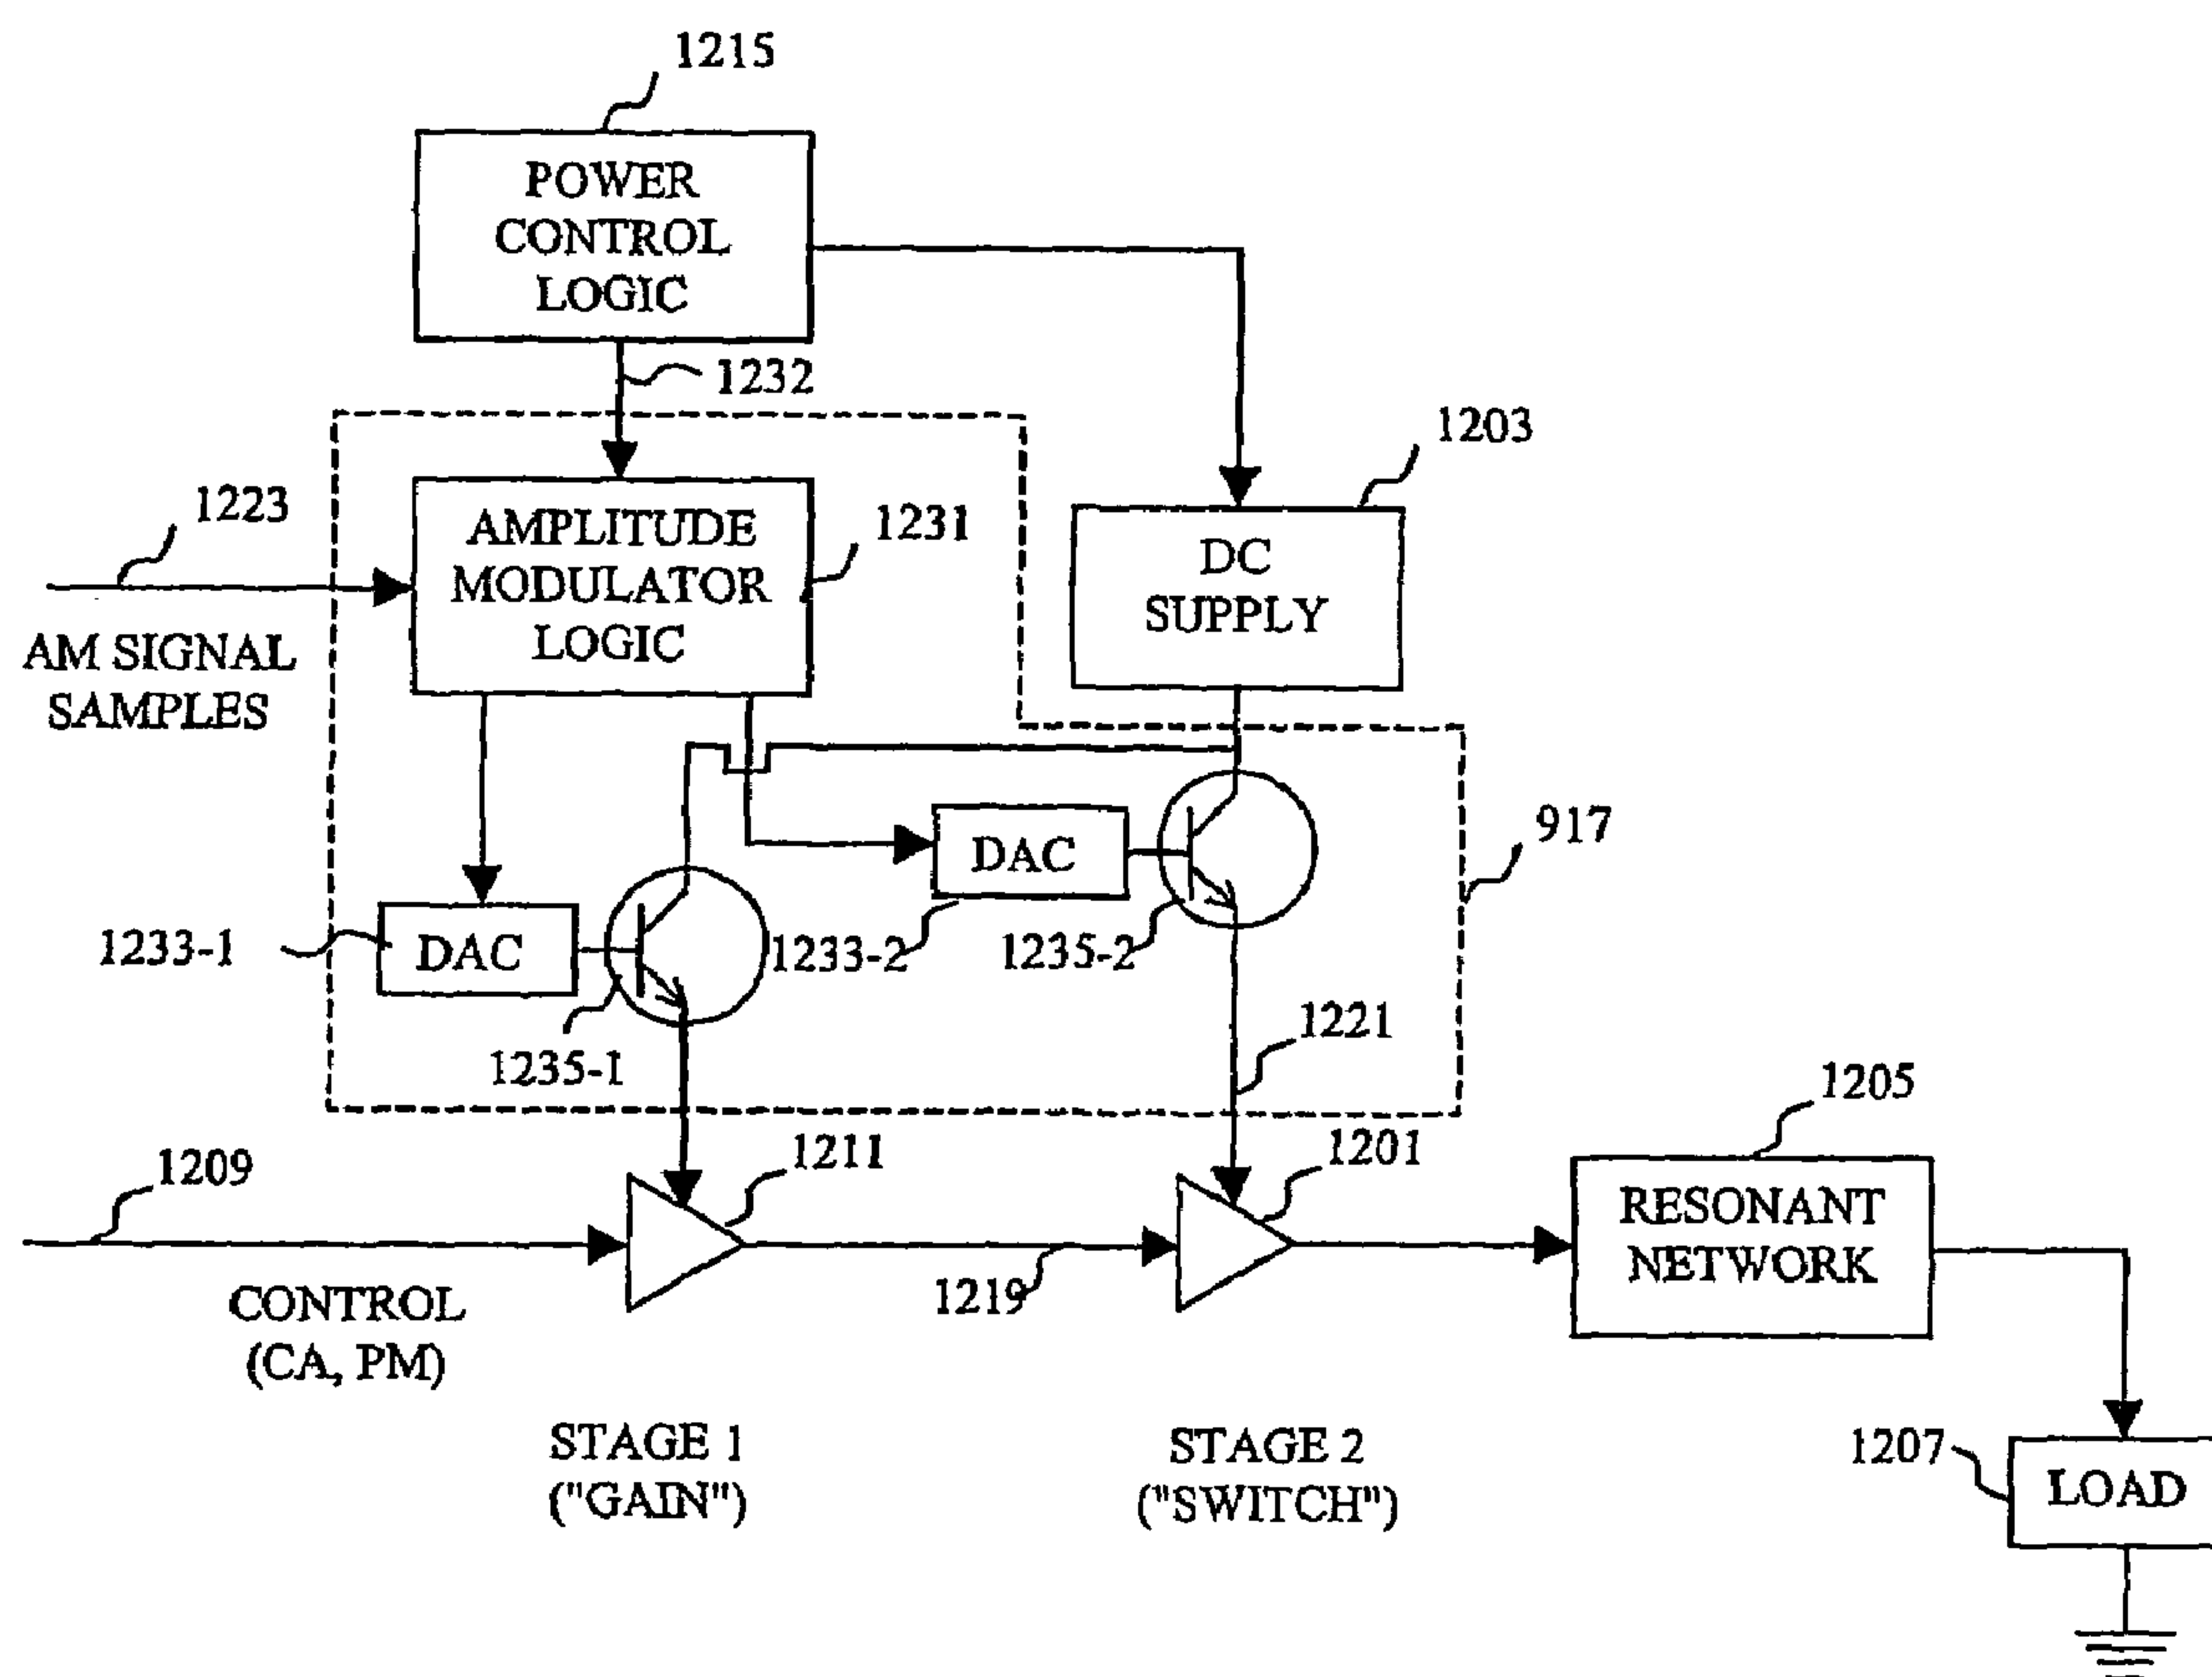 1215
POWER
CONTROL
LOGIC
1232
1203
1223
AMPLITUDE
MODULATOR
LOGIC
1231
DC
SUPPLY
AM SIGNAL
SAMPLES
917
DAC
1233-1
DAC
1233-2
1235-2
1235-1
1221
1205
1209
1211
1201
RESONANT
NETWORK
1219
CONTROL
(CA, PM)
STAGE 1
("GAIN")
STAGE 2
("SWITCH")
1207
LOAD